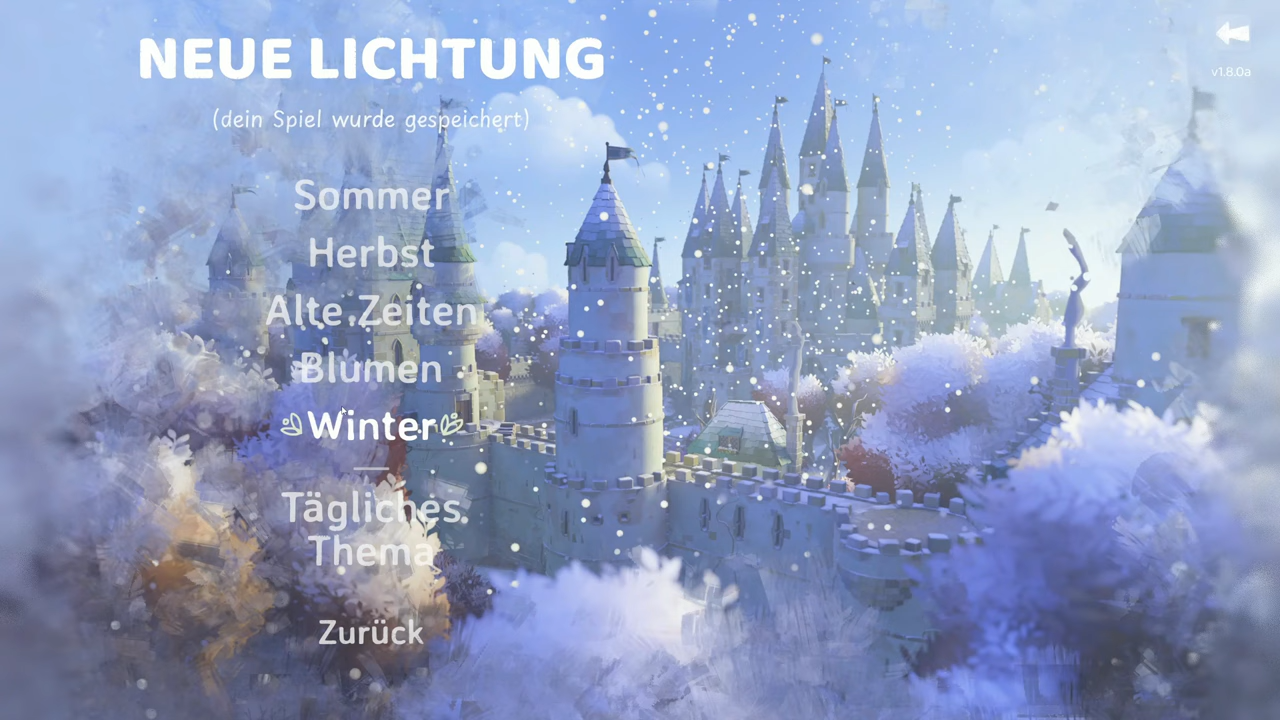 NEUE LICHTUNG
v1.8.0a
(dein Spiel wurde gespeichert)
Sommer
Herbst
Alte Zeiten
Blumen
Winter
Tägliches
Thema
Zurück